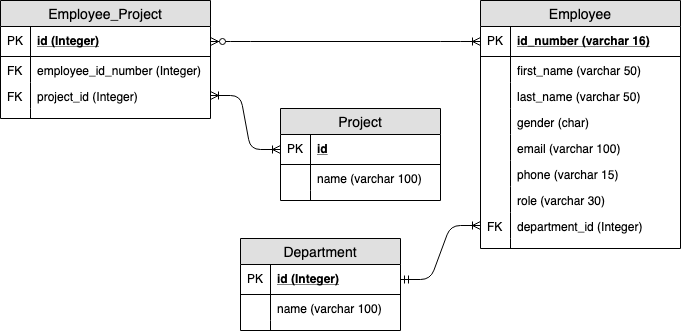 Employee_Project
PK id (Integer)
FK employee_id_number (Integer)
FK project_id (Integer)
Employee
PK id_number (varchar 16)
first_name (varchar 50)
last_name (varchar 50)
gender (char)
email (varchar 100)
phone (varchar 15)
role (varchar 30)
FK department_id (Integer)
Project
PK id
name (varchar 100)
Department
PK id (Integer)
name (varchar 100)